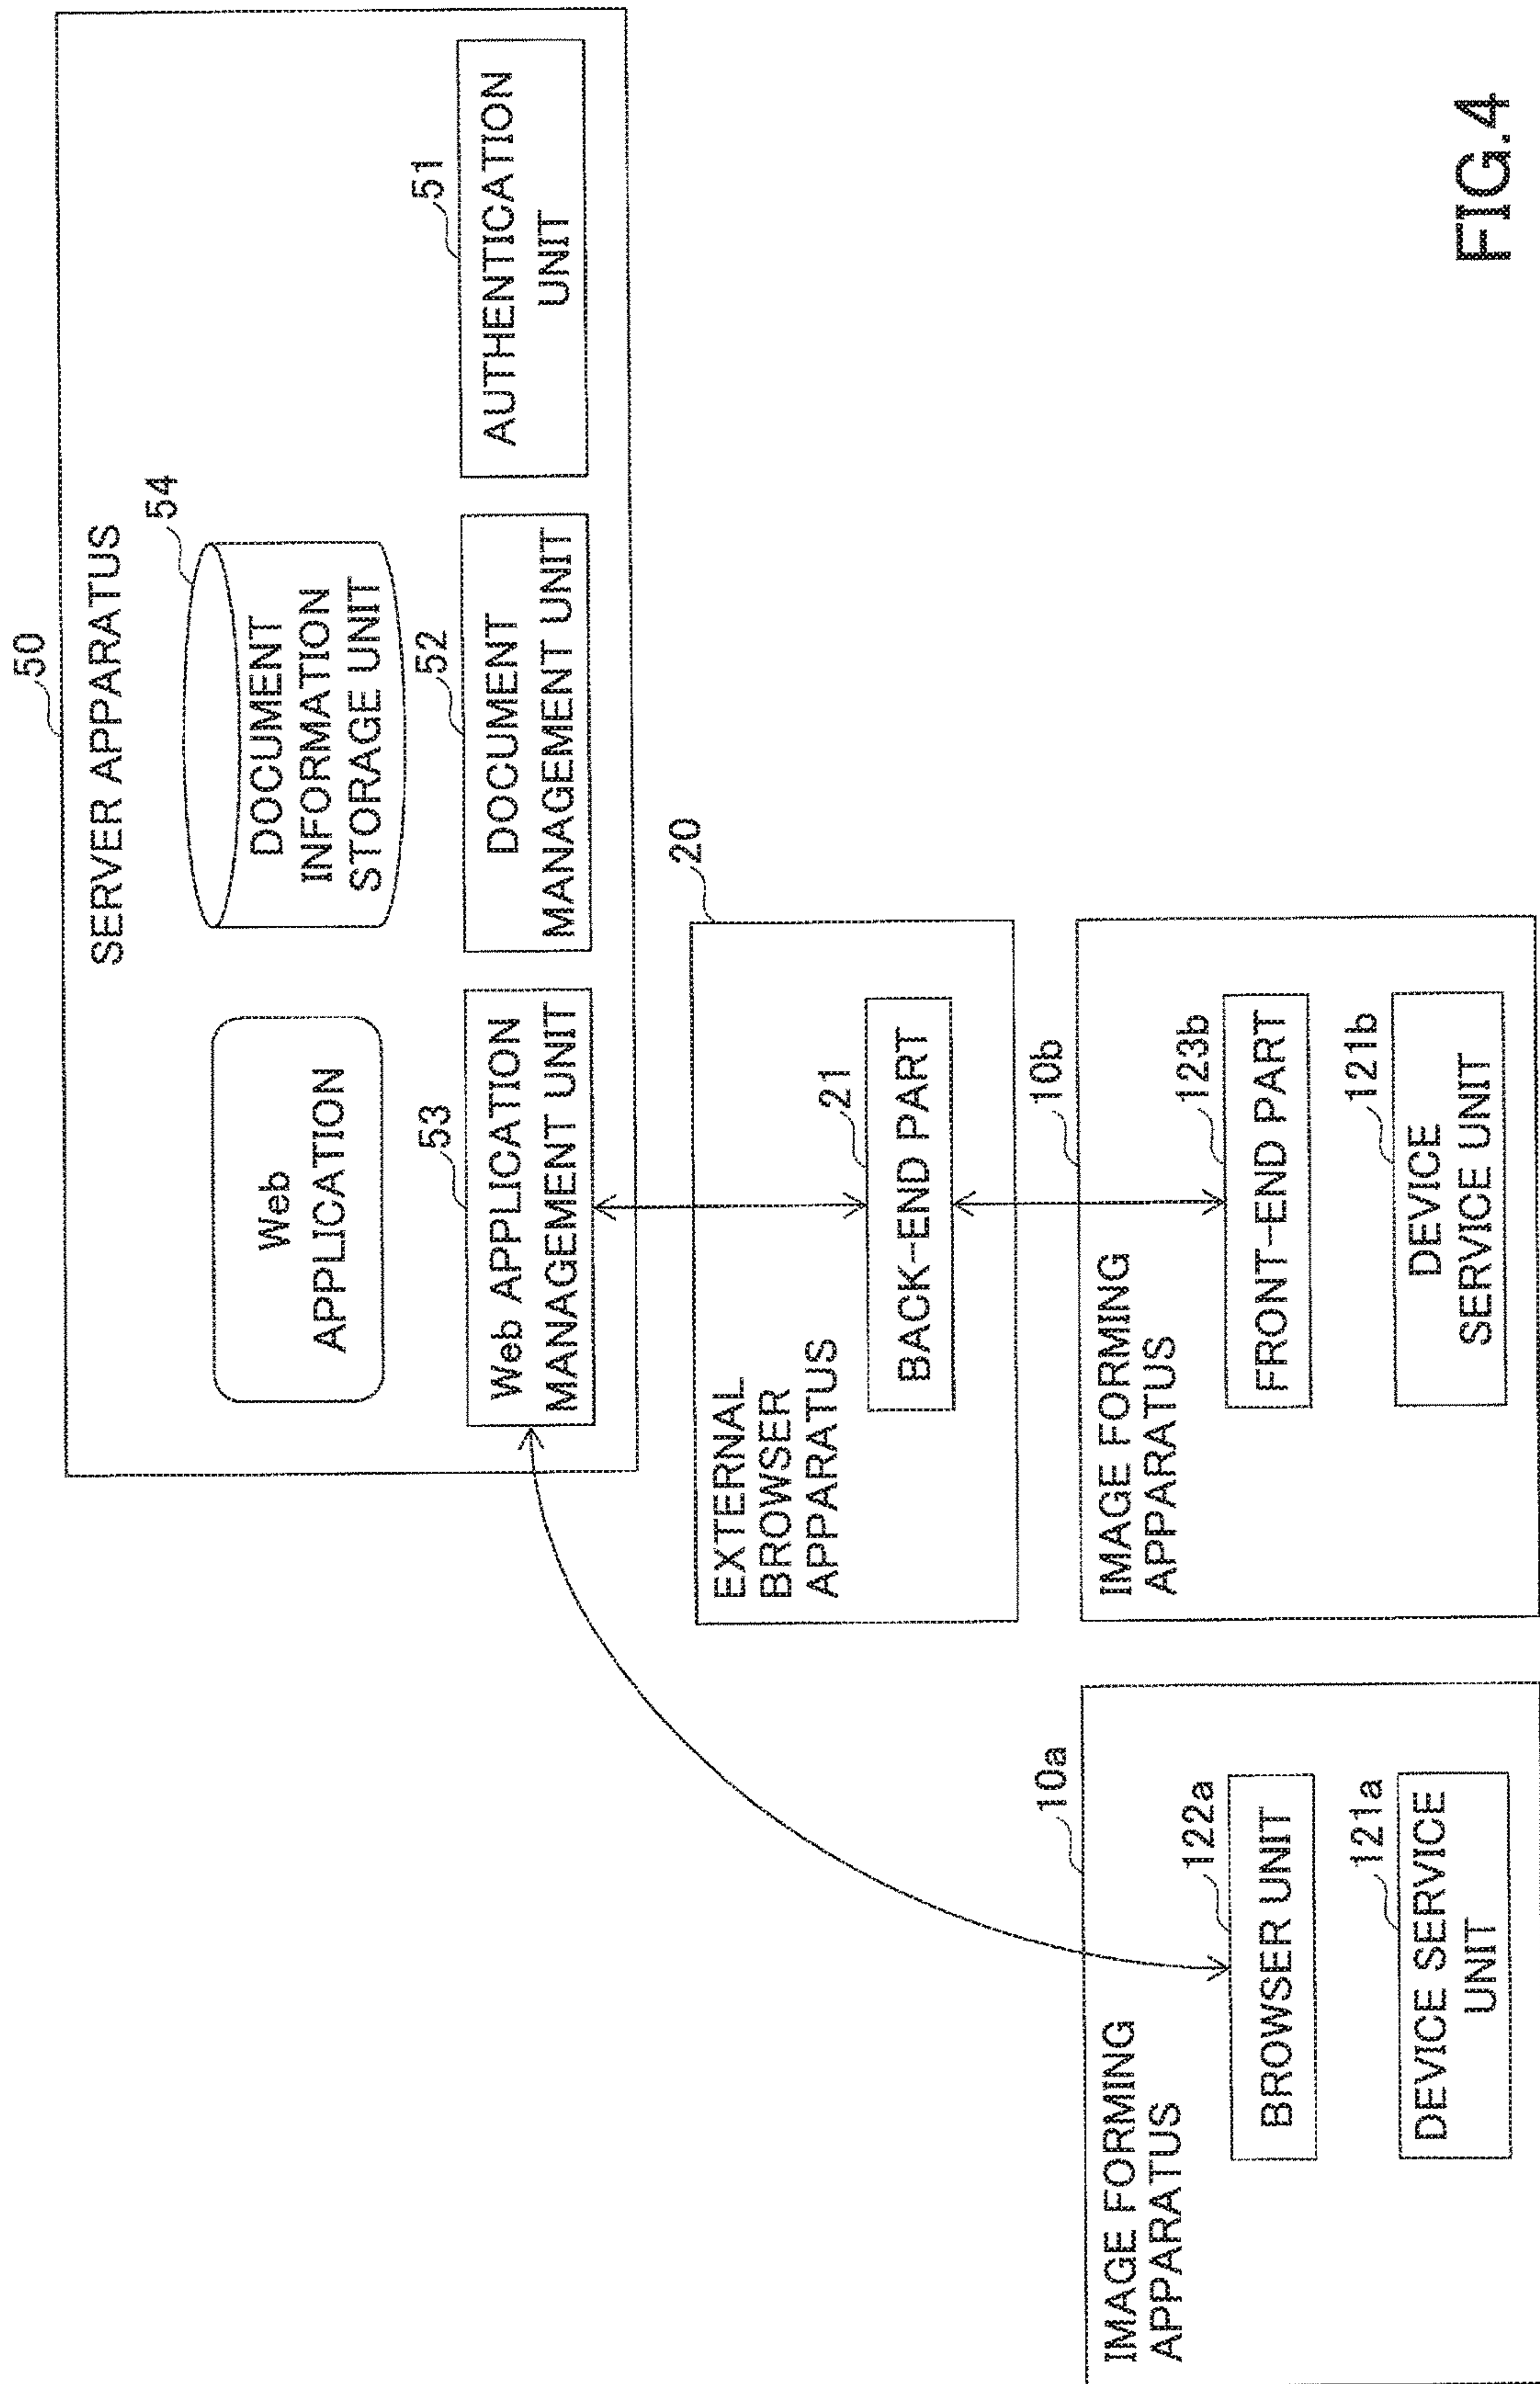 50
SERVER APPARATUS
Web
APPLICATION
54
DOCUMENT
INFORMATION
STORAGE UNIT
53
Web APPLICATION
MANAGEMENT UNIT
52
DOCUMENT
MANAGEMENT UNIT
51
AUTHENTICATION
UNIT
20
EXTERNAL
BROWSER
APPARATUS
21
BACK-END PART
10a
IMAGE FORMING
APPARATUS
122a
BROWSER UNIT
121a
DEVICE SERVICE
UNIT
10b
IMAGE FORMING
APPARATUS
123b
FRONT-END PART
121b
DEVICE
SERVICE UNIT
FIG.4